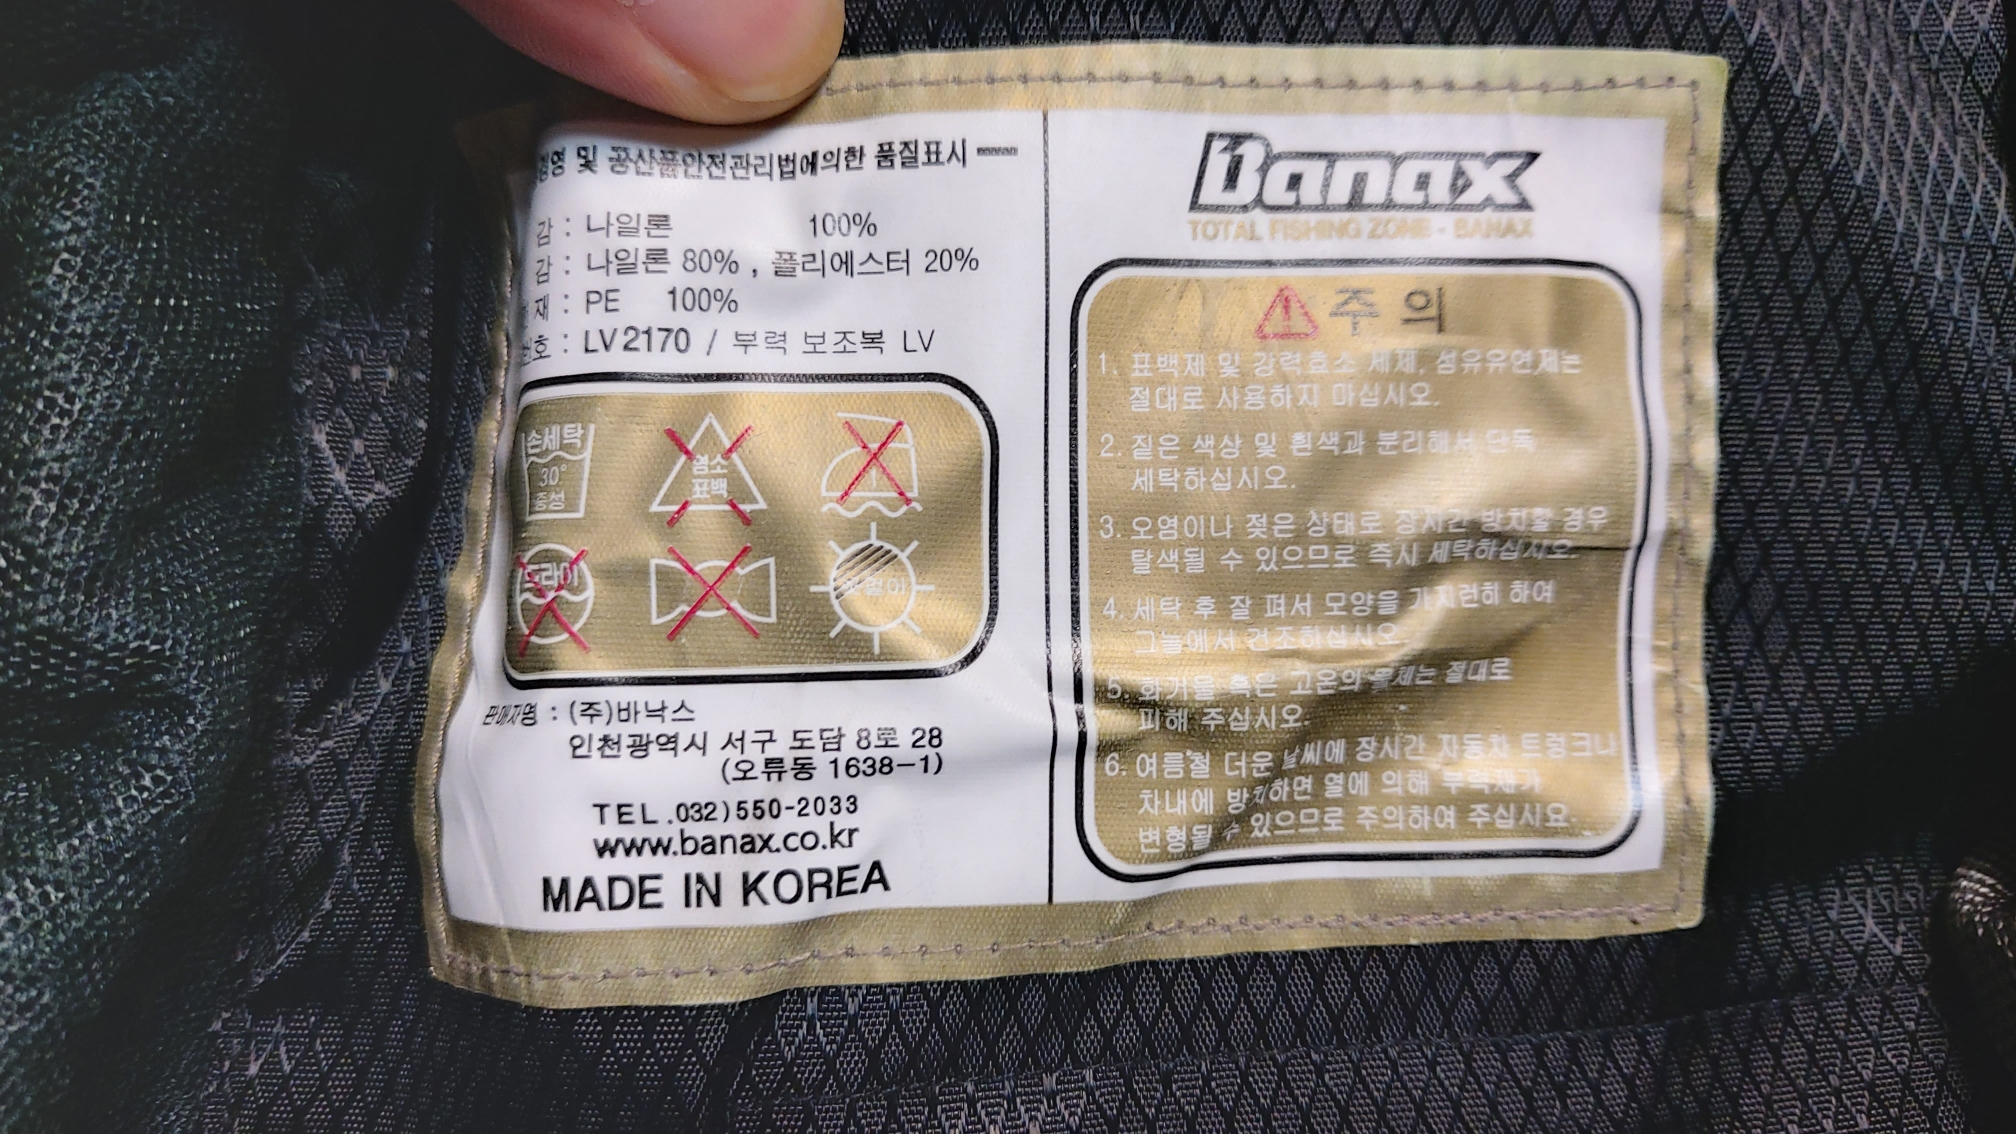 및 공산품안전관리법에의한 품질표시
감 : 나일론 100%
감 : 나일론 80% , 폴리에스터 20%
재 : PE 100%
호 : LV2170 / 부력 보조복 LV
손세탁
30°
중성
염소
표백
드라이
옷걸이
판매자명 : (주)바낙스
인천광역시 서구 도담 8로 28
(오류동 1638-1)
TEL.032)550-2033
www.banax.co.kr
MADE IN KOREA
Banax
TOTAL FISHING ZONE - BANAX
주 의
1. 표백제 및 강력효소 세제, 섬유유연제는
절대로 사용하지 마십시오.
2. 짙은 색상 및 흰색과 분리해서 단독
세탁하십시오.
3. 오염이나 젖은 상태로 장시간 방치할 경우
탈색될 수 있으므로 즉시 세탁하십시오.
4. 세탁 후 잘 펴서 모양을 가지런히 하여
그늘에서 건조하십시오.
5. 화기물 혹은 고온의 물체는 절대로
피해 주십시오.
6. 여름철 더운 날씨에 장시간 자동차 트렁크나
차내에 방치하면 열에 의해 부력재가
변형될 수 있으므로 주의하여 주십시요.